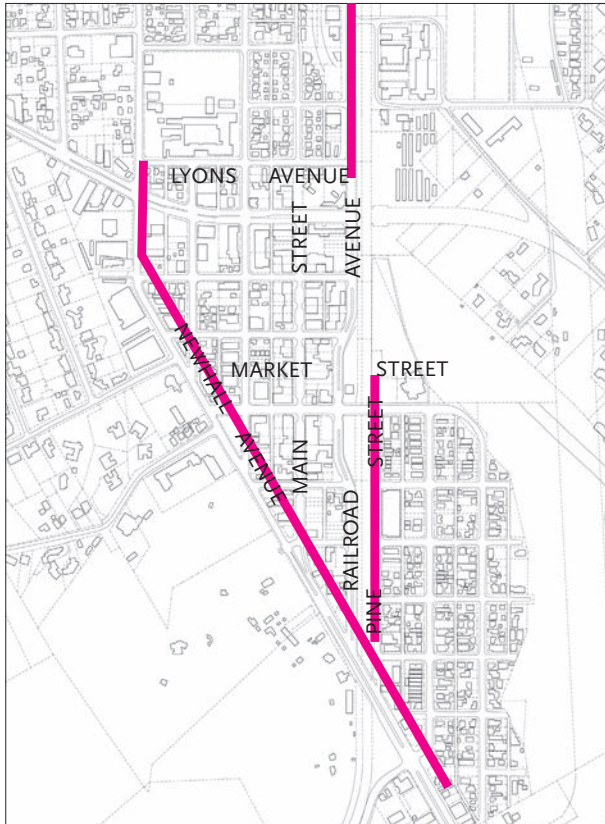 LYONS AVENUE
STREET
AVENUE
NEWHALL AVENUE
MARKET STREET
STREET
MAIN
RAILROAD
PINE